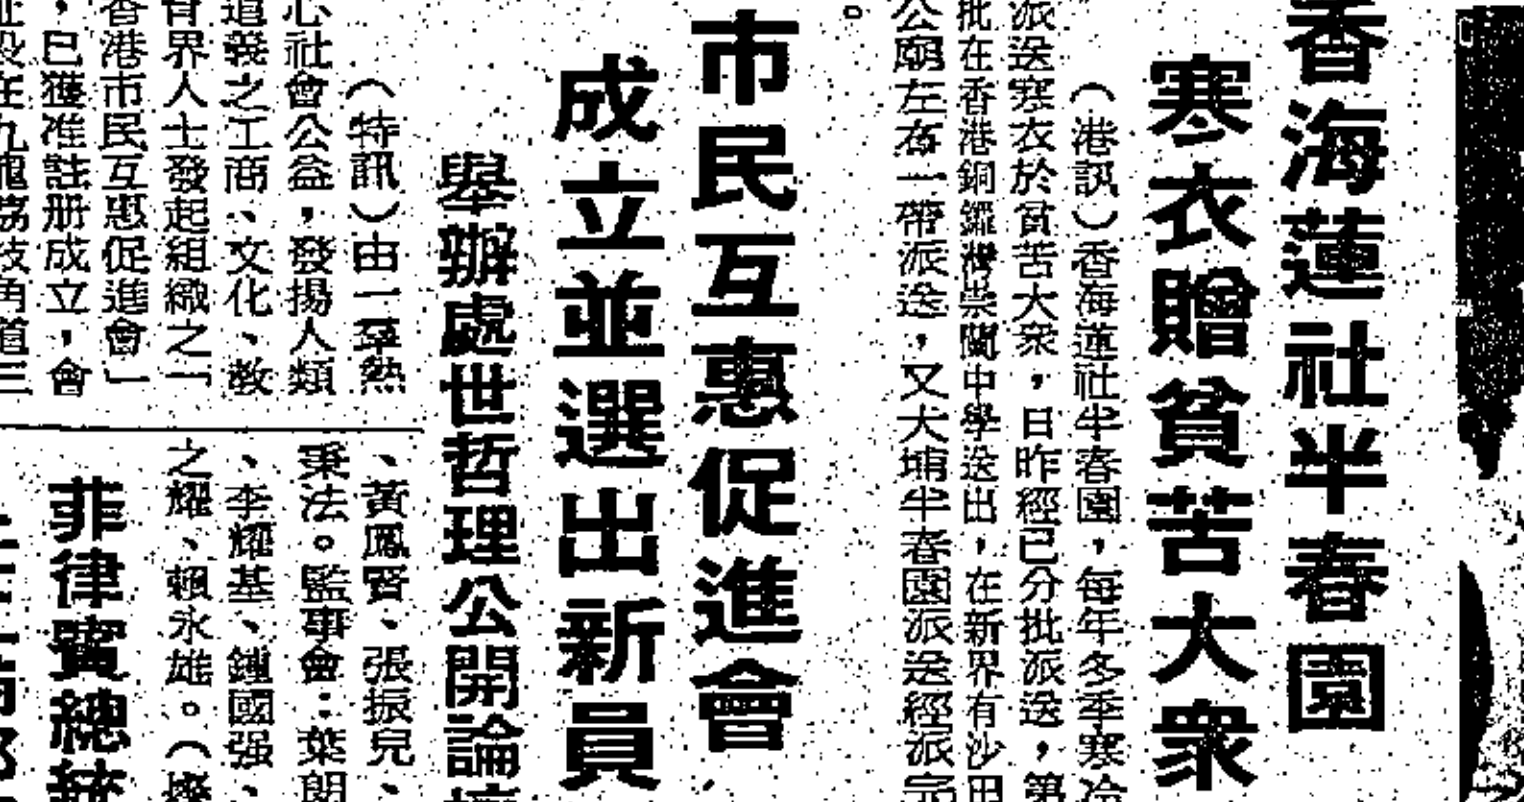 香海蓮社半春園
寒衣贈貧苦大衆
（港訊）香海蓮社半春園，每年冬季寒冷
派送寒衣於貧苦大衆，日昨經已分批派送，第
批在香港銅鑼灣崇蘭中學送出，在新界有沙田
公廟左右一帶派送，又大埔半春園派送經派完
。
市民互惠促進會
成立並選出新員
舉辦處世哲理公開論壇
（特訊）由一羣熱
心社會公益，發揚人類
道義之工商、文化、教
育界人士發起組織之「
香港市民互惠促進會」
，已獲准註册成立，會
址設在九龍荔枝角道三
、黃鳳賢、張振兒、
秉法。監事會：葉朗
、李耀基、鍾國强、
之耀、賴永雄。（燦
菲律賓總統